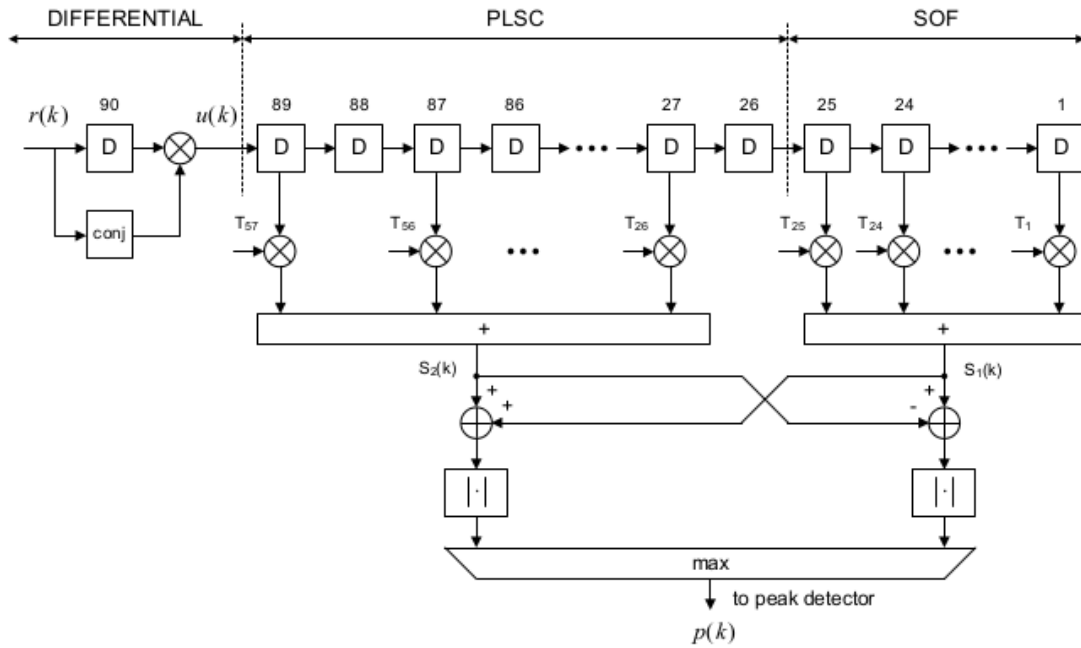 DIFFERENTIAL PLSC SOF
90 89 88 87 86 27 26 25 24 1
r(k) u(k)
D D D D D ••• D D D D ••• D
conj T57 T56 T26 T25 T24 T1
••• •••
+ +
S2(k) S1(k)
+ + + -
|·| |·|
max
to peak detector
p(k)